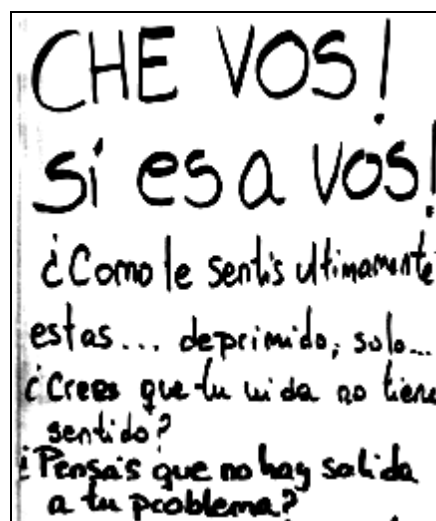 CHE VOS!
Sí es a VOS!
¿Como te sentis ultimamente
estas... deprimido, solo...
¿Crees que tu vida no tiene
sentido?
¿Pensas que no hay salida
a tu problema?